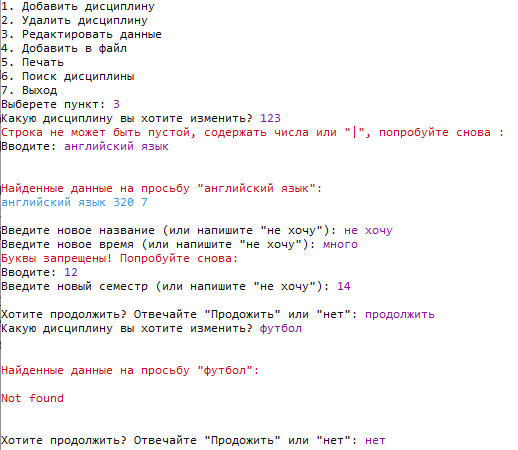 1. Добавить дисциплину
2. Удалить дисциплину
3. Редактировать данные
4. Добавить в файл
5. Печать
6. Поиск дисциплины
7. Выход
Выберете пункт: 3
Какую дисциплину вы хотите изменить? 123
Строка не может быть пустой, содержать числа или "|", попробуйте снова :
Вводите: английский язык
Найденные данные на просьбу "английский язык":
английский язык 320 7
Введите новое название (или напишите "не хочу"): не хочу
Введите новое время (или напишите "не хочу"): много
Буквы запрещены! Попробуйте снова:
Вводите: 12
Введите новый семестр (или напишите "не хочу"): 14
Хотите продолжить? Отвечайте "Продожить" или "нет": продолжить
Какую дисциплину вы хотите изменить? футбол
Найденные данные на просьбу "футбол":
Not found
Хотите продолжить? Отвечайте "Продожить" или "нет": нет